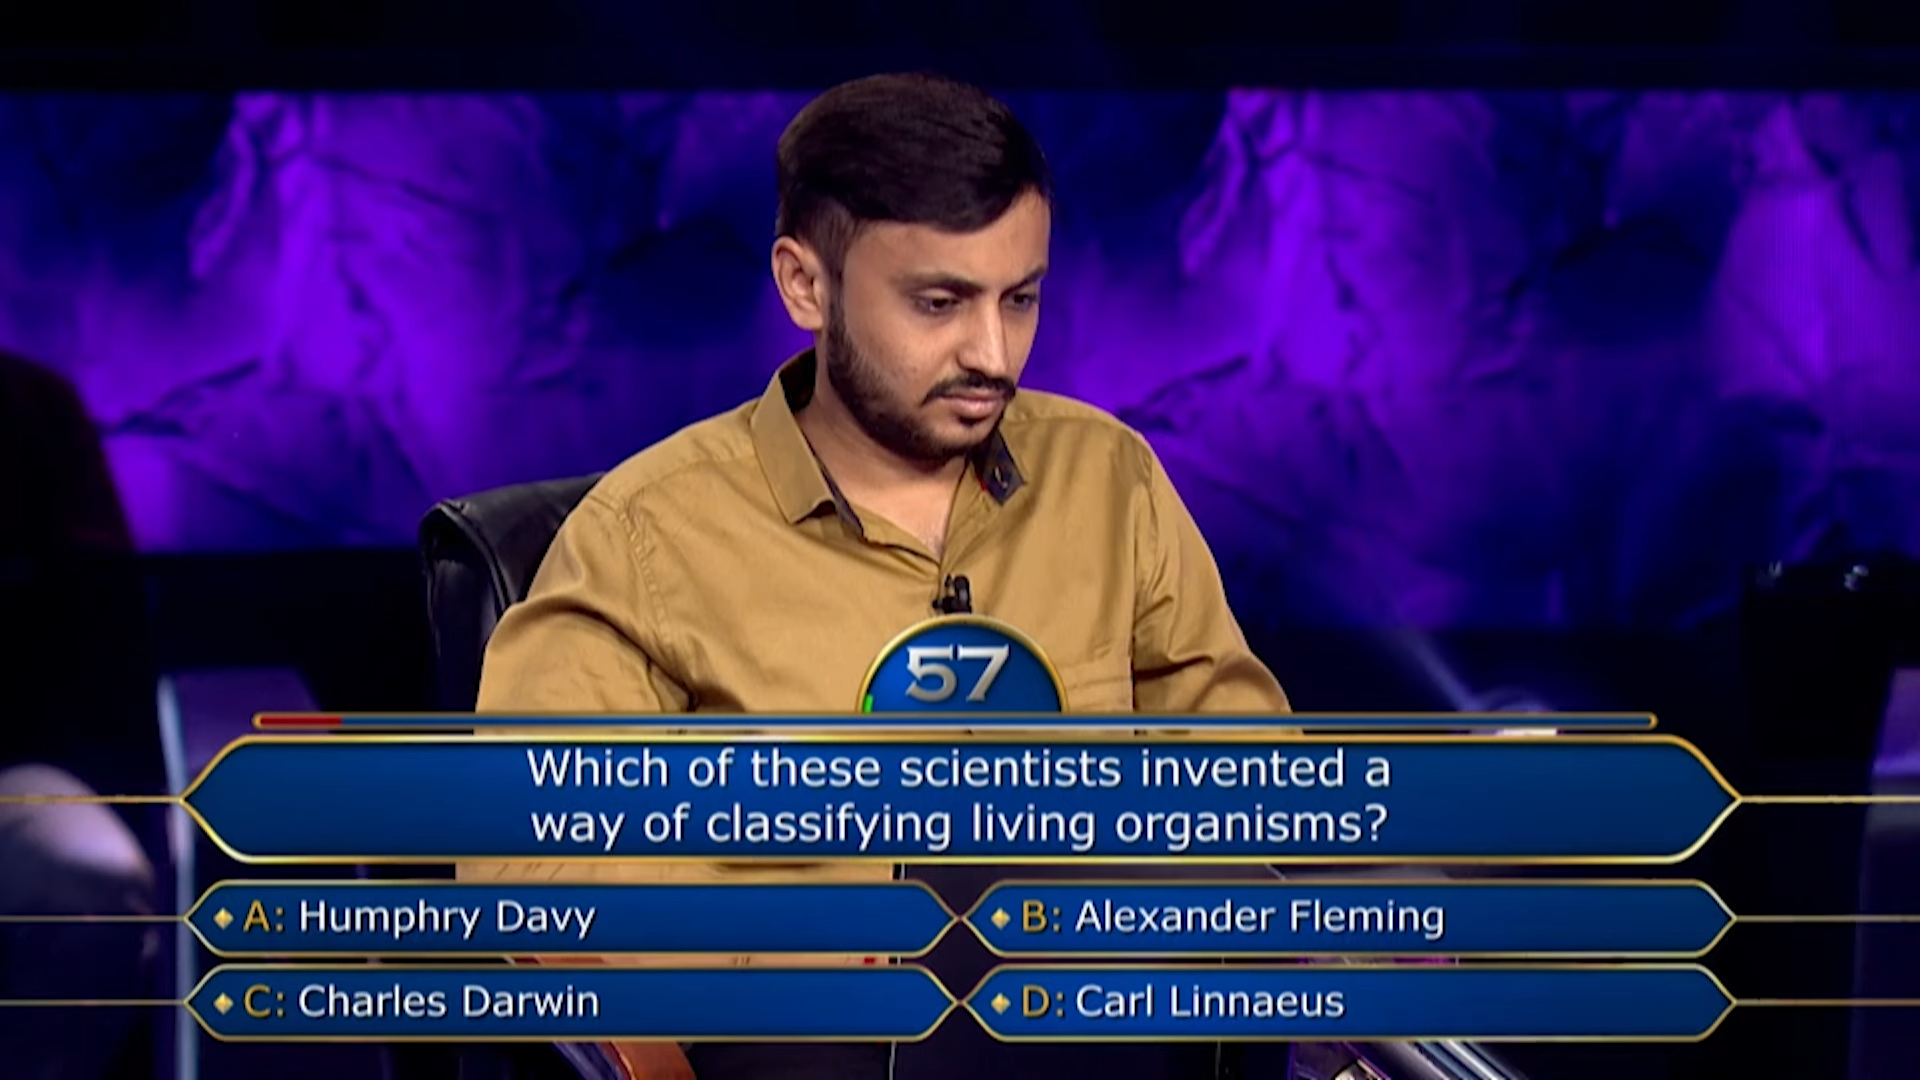 57
Which of these scientists invented a
way of classifying living organisms?
A: Humphry Davy
B: Alexander Fleming
C: Charles Darwin
D: Carl Linnaeus